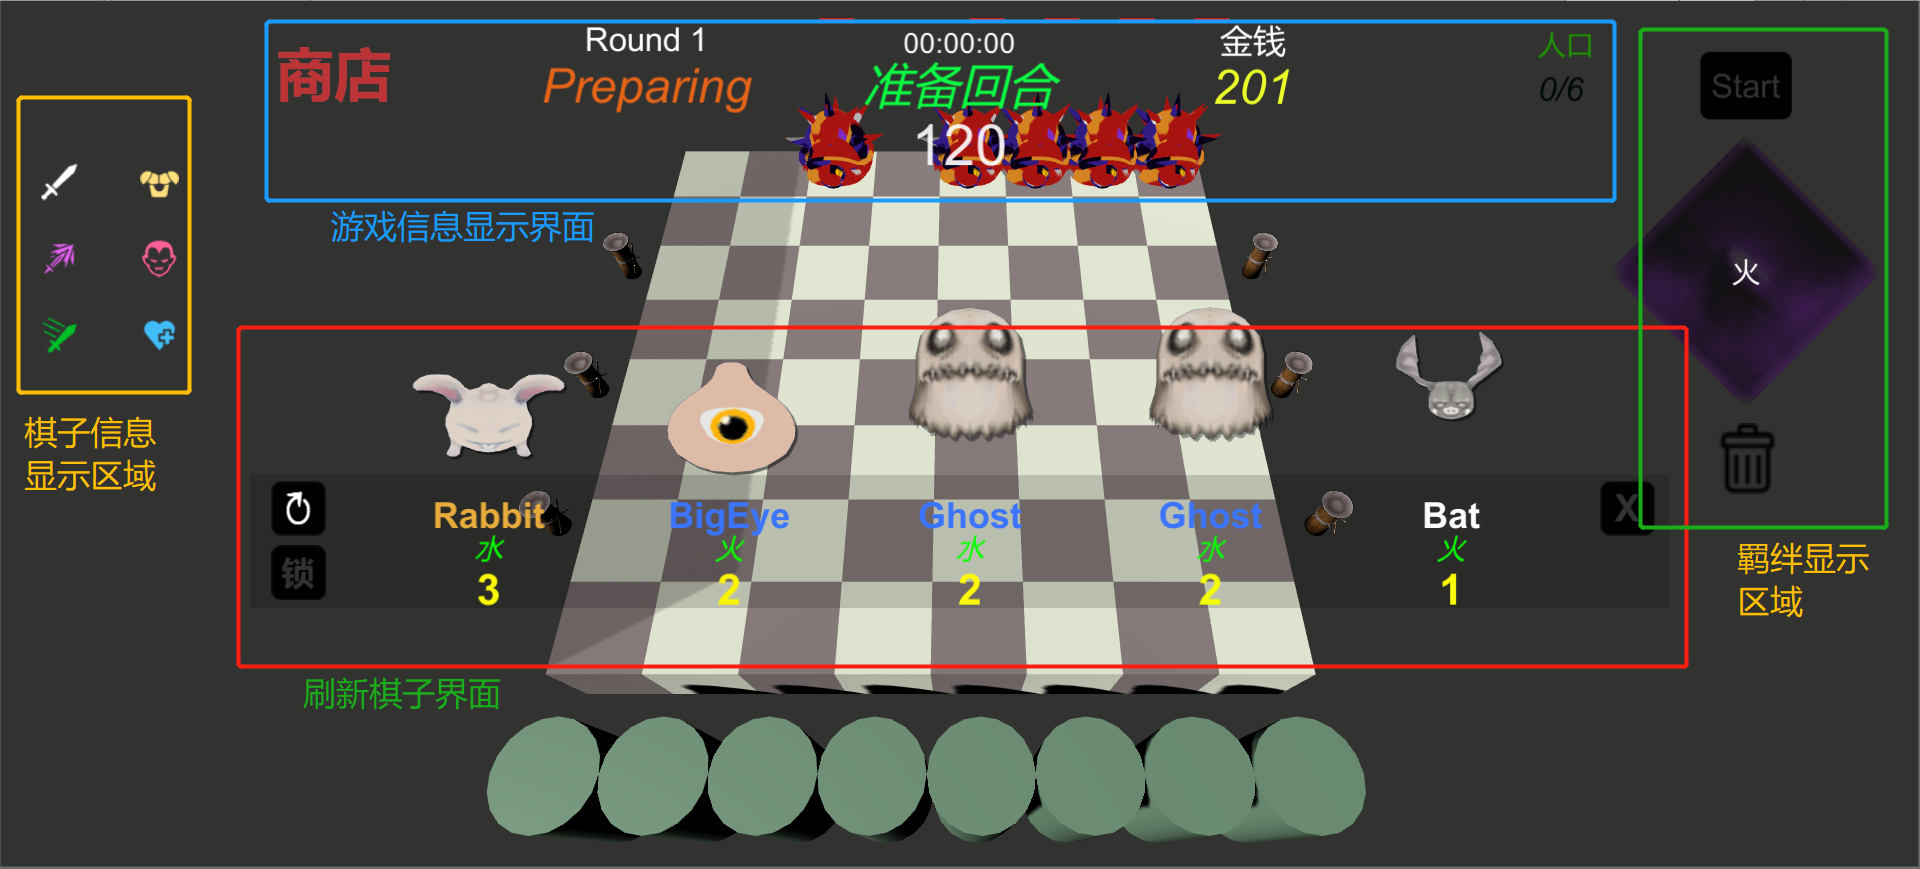 商店
Round 1
Preparing
00:00:00
准备回合
120
金钱
201
人口
0/6
Start
火
游戏信息显示界面
棋子信息
显示区域
Rabbit
水
3
BigEye
火
2
Ghost
水
2
Ghost
水
2
Bat
火
1
X
锁
羁绊显示
区域
刷新棋子界面